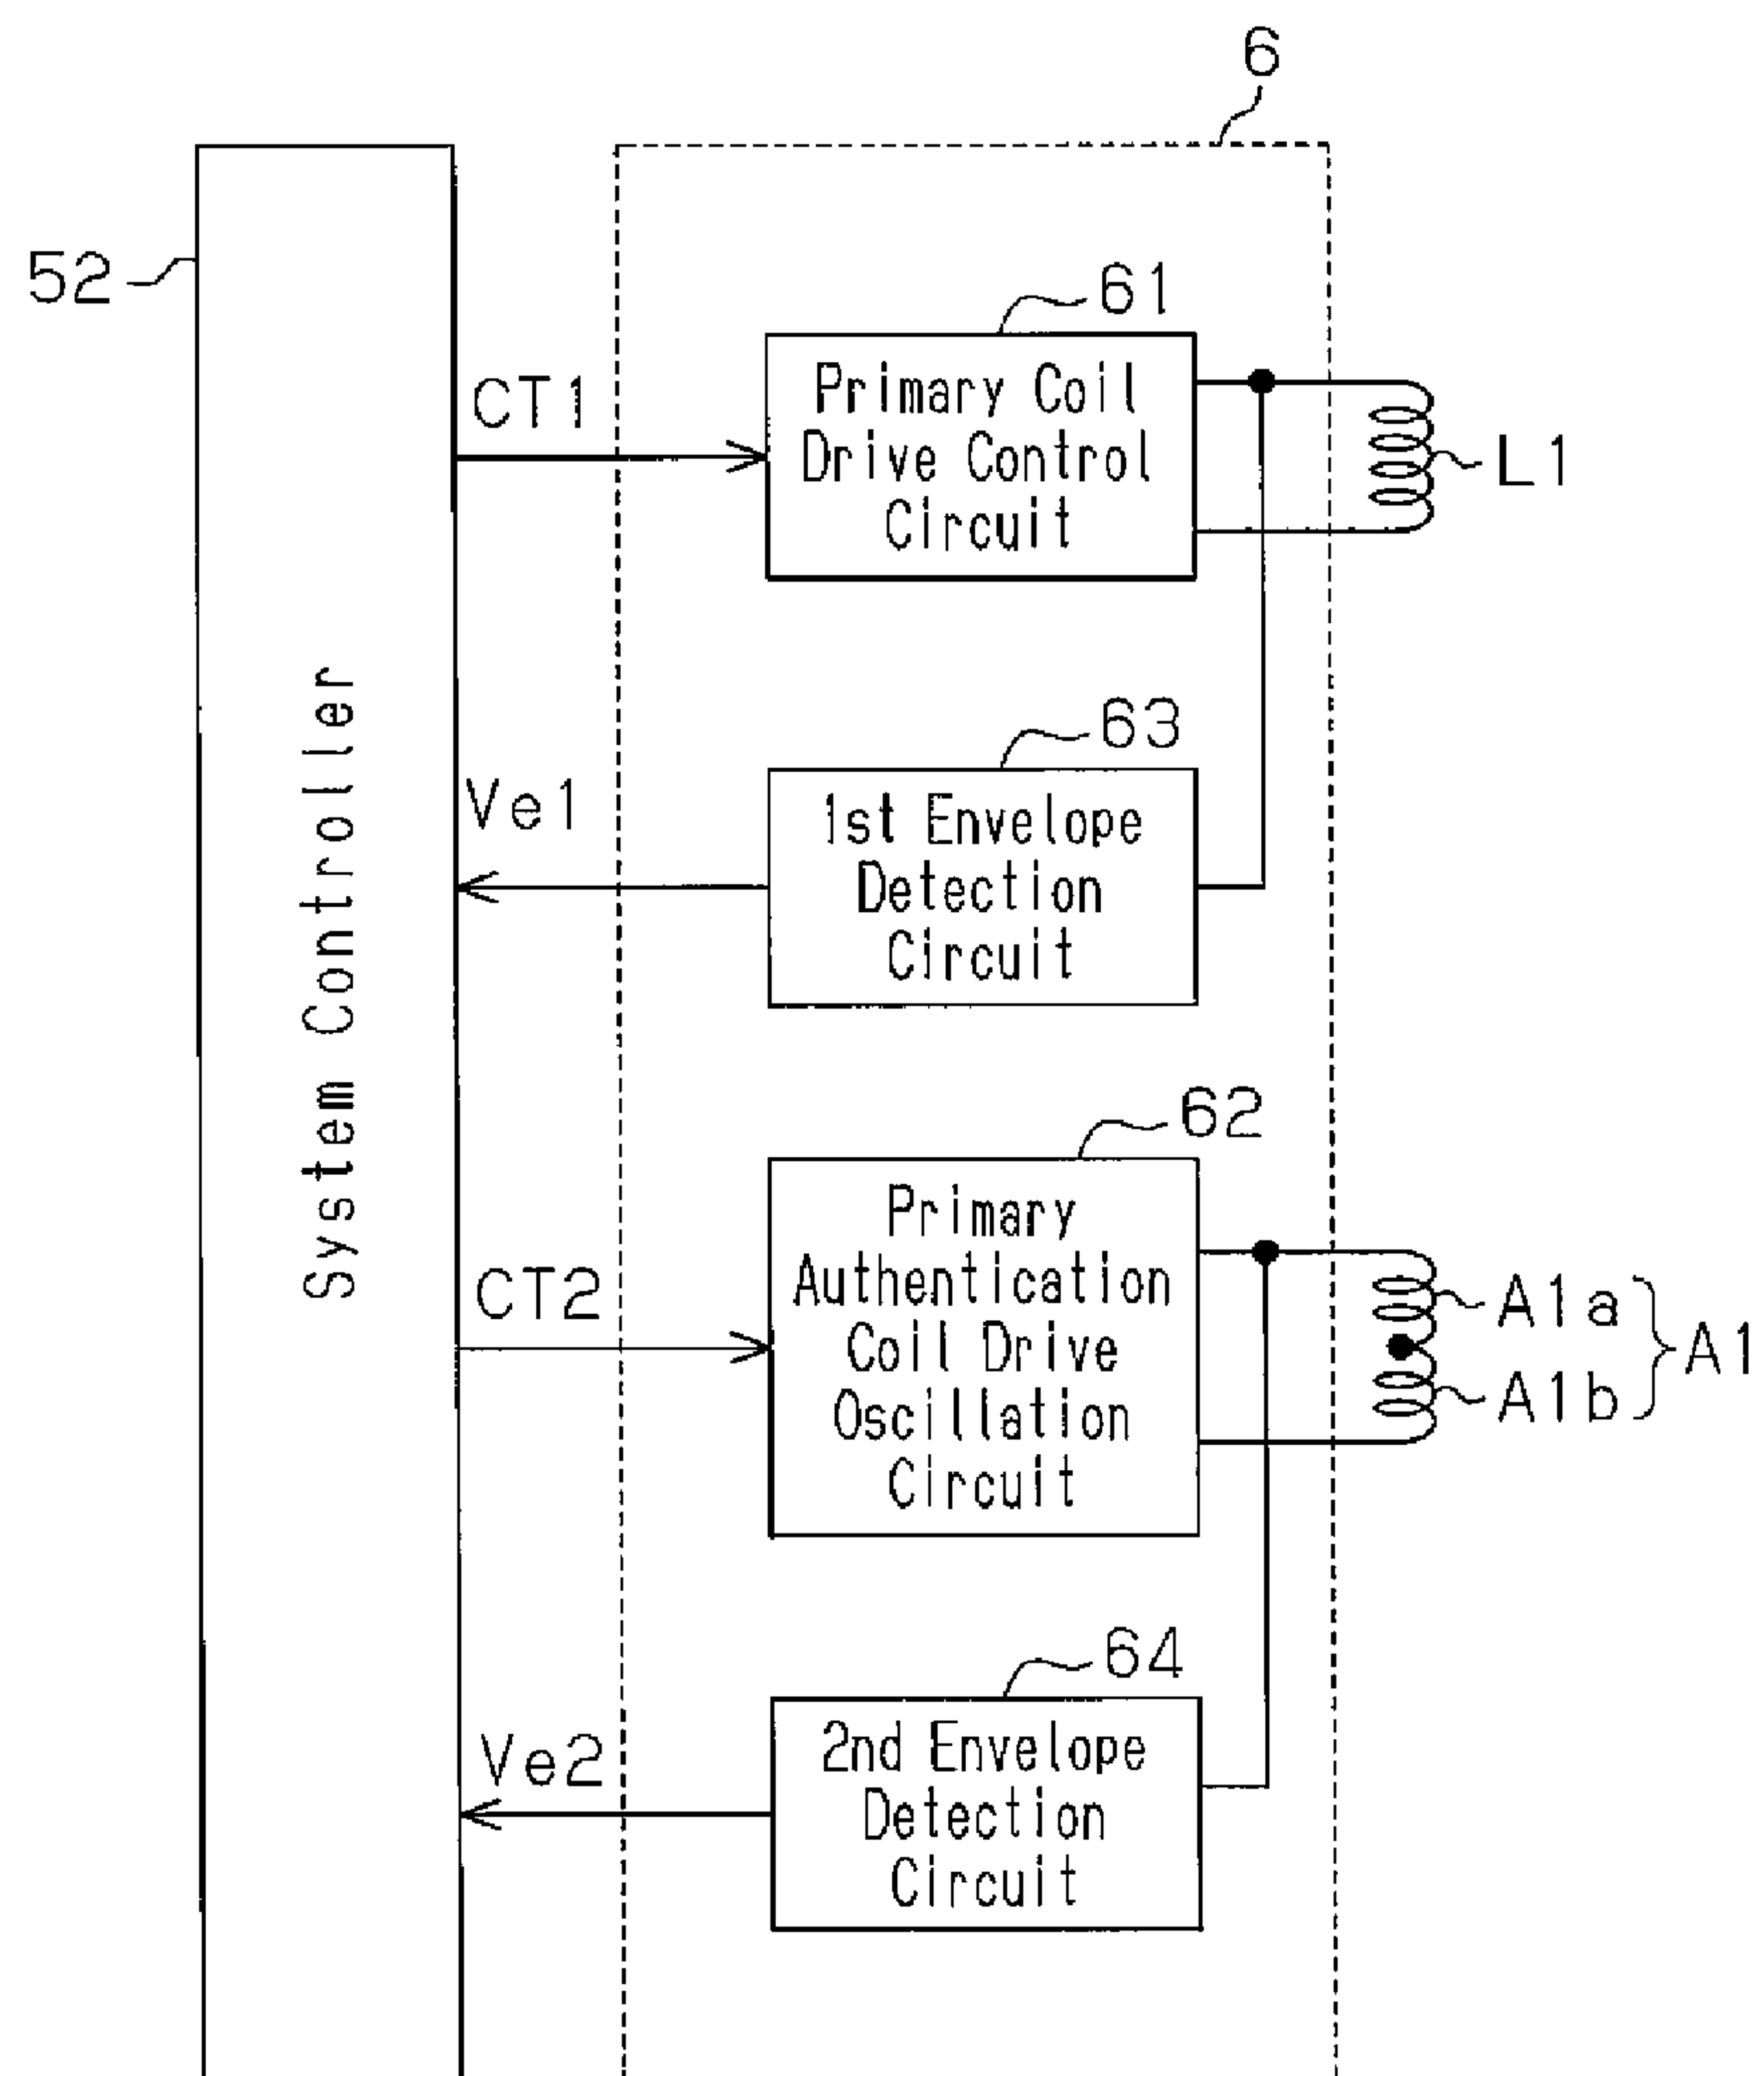 6
52
61
CT1
Primary Coil
Drive Control
Circuit
L1
63
Ve1
1st Envelope
Detection
Circuit
System Controller
62
CT2
Primary
Authentication
Coil Drive
Oscillation
Circuit
A1a
A1b
A1
64
Ve2
2nd Envelope
Detection
Circuit